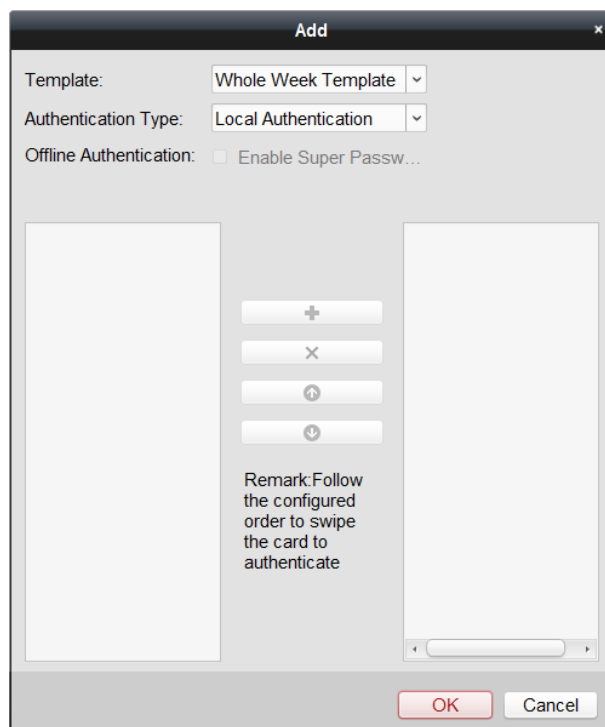 Add
Template: Whole Week Template
Authentication Type: Local Authentication
Offline Authentication: Enable Super Passw...
Remark:Follow
the configured
order to swipe
the card to
authenticate
OK Cancel